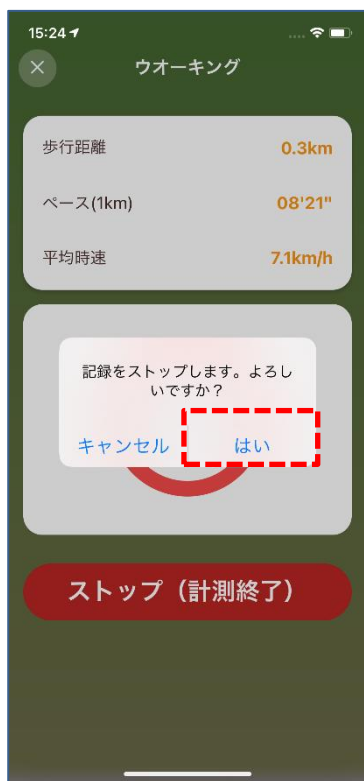 15:24
ウオーキング
歩行距離 0.3km
ペース(1km) 08'21"
平均時速 7.1km/h
記録をストップします。よろし
いですか？
キャンセル はい
ストップ（計測終了）